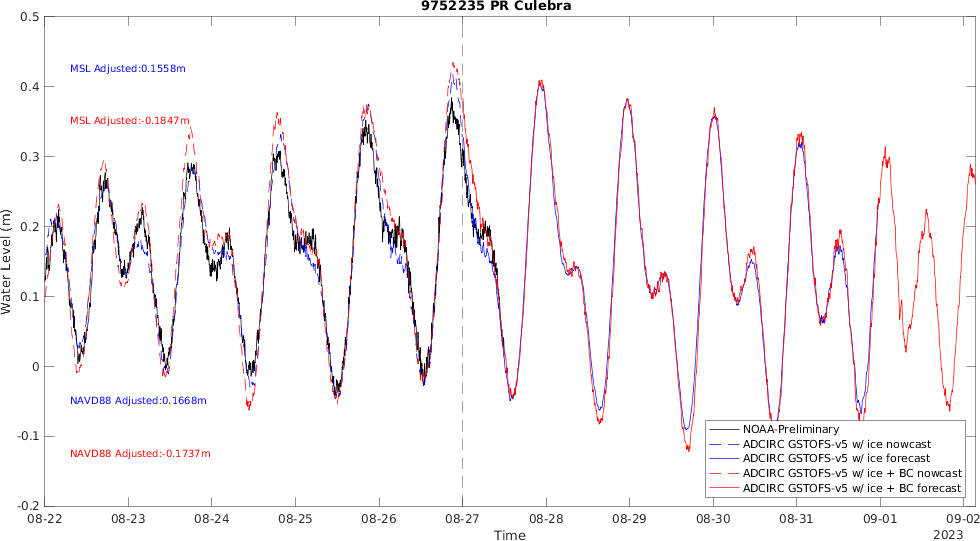 9752235 PR Culebra
0.5
0.4
0.3
0.2
0.1
0
-0.1
-0.2
Water Level (m)
MSL Adjusted:0.1558m
MSL Adjusted:-0.1847m
NAVD88 Adjusted:0.1668m
NAVD88 Adjusted:-0.1737m
NOAA-Preliminary
ADCIRC GSTOFS-v5 w/ ice nowcast
ADCIRC GSTOFS-v5 w/ ice forecast
ADCIRC GSTOFS-v5 w/ ice + BC nowcast
ADCIRC GSTOFS-v5 w/ ice + BC forecast
08-22 08-23 08-24 08-25 08-26 08-27 08-28 08-29 08-30 08-31 09-01 09-02
Time
2023